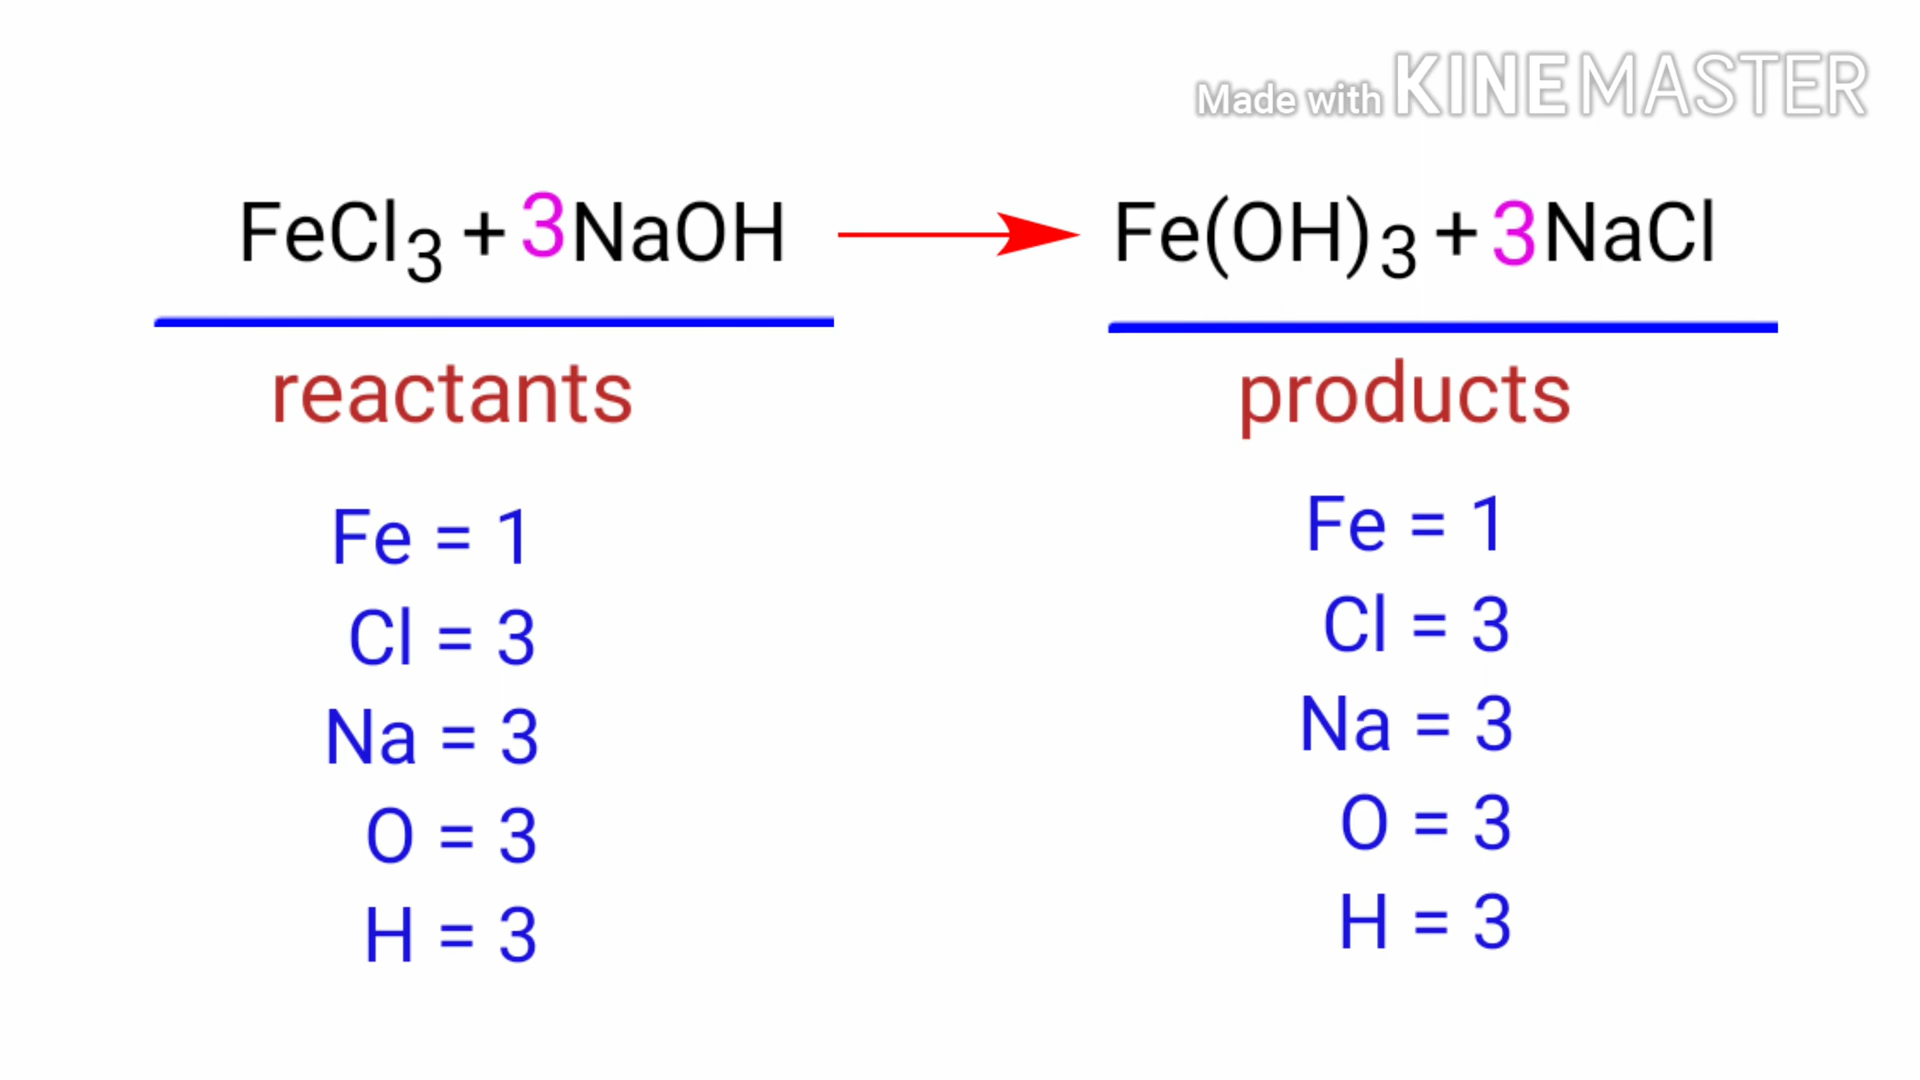 Made with KINEMASTER
FeCl₃ + 3NaOH → Fe(OH)₃ + 3NaCl
reactants
products
Fe = 1
Cl = 3
Na = 3
O = 3
H = 3
Fe = 1
Cl = 3
Na = 3
O = 3
H = 3